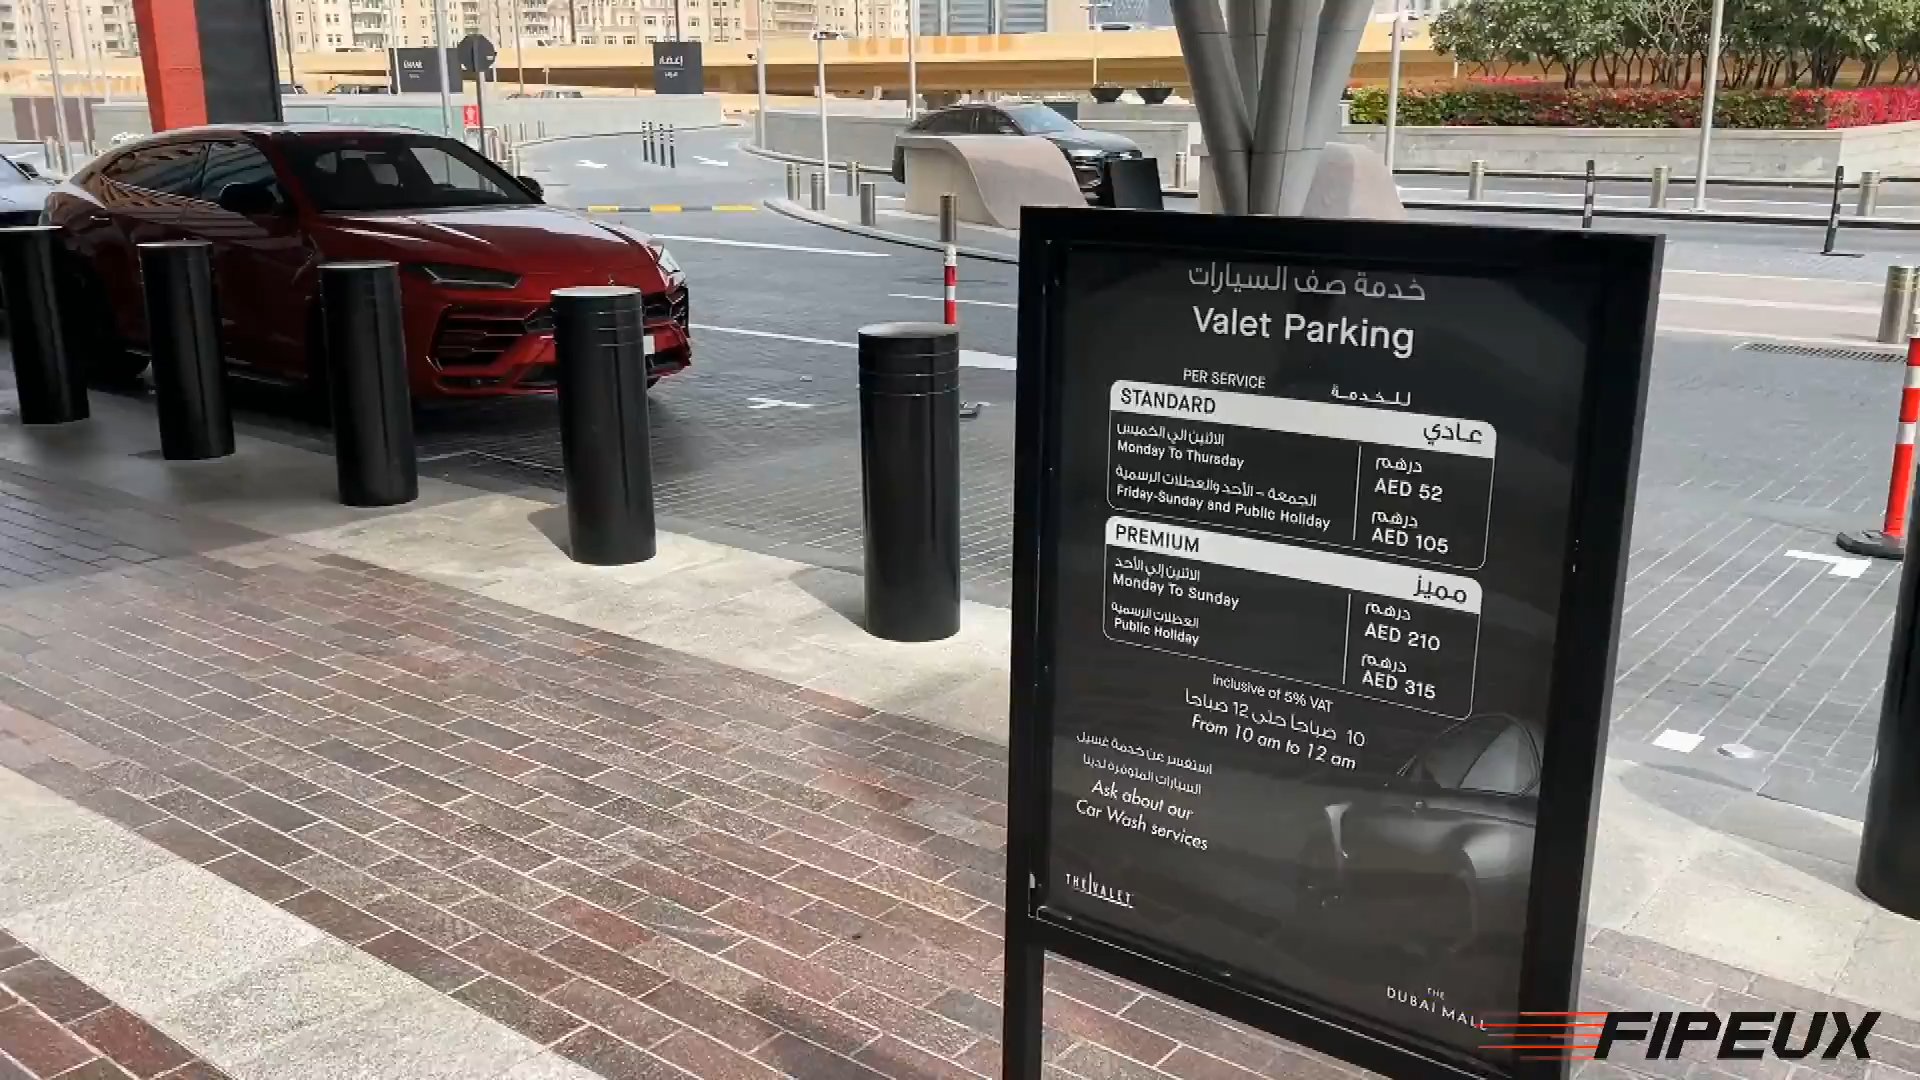 خدمة صف السيارات
Valet Parking
PER SERVICE للخدمة
STANDARD عادي
الاثنين إلي الخميس
Monday To Thursday
درهم
AED 52
الجمعة - الأحد والعطلات الرسمية
Friday-Sunday and Public Holiday
درهم
AED 105
PREMIUM مميز
الاثنين إلي الأحد
Monday To Sunday
درهم
AED 210
العطلات الرسمية
Public Holiday
درهم
AED 315
Inclusive of 5% VAT
10 صباحا حتى 12 صباحا
From 10 am to 12 am
استفسر عن خدمة غسيل
السيارات المتوفرة لدينا
Ask about our
Car Wash services
THE VALET
THE
DUBAI MALL
FIPEUX